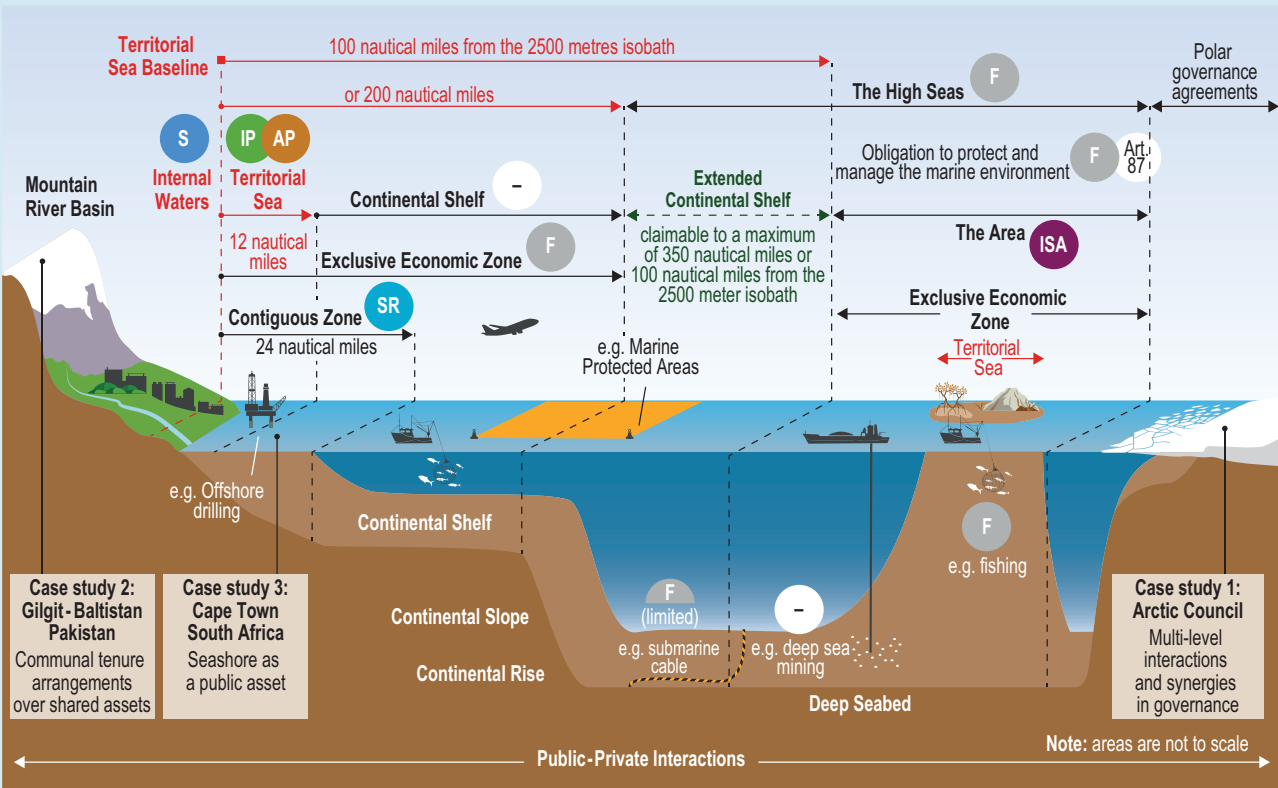 Territorial
Sea Baseline
100 nautical miles from the 2500 metres isobath
or 200 nautical miles
The High Seas
F
Polar
governance
agreements
S
IP
AP
Internal
Waters
Territorial
Sea
Mountain
River Basin
Continental Shelf
–
Extended
Continental Shelf
Obligation to protect and
manage the marine environment
F
Art.
87
12 nautical
miles
Exclusive Economic Zone
F
claimable to a maximum
of 350 nautical miles or
100 nautical miles from the
2500 meter isobath
The Area
ISA
Contiguous Zone
SR
24 nautical miles
Exclusive Economic
Zone
Territorial
Sea
e.g. Marine
Protected Areas
e.g. Offshore
drilling
Continental Shelf
F
e.g. fishing
Continental Slope
Continental Rise
F
(limited)
e.g. submarine
cable
–
e.g. deep sea
mining
Deep Seabed
Case study 2:
Gilgit-Baltistan
Pakistan
Communal tenure
arrangements
over shared assets
Case study 3:
Cape Town
South Africa
Seashore as
a public asset
Case study 1:
Arctic Council
Multi-level
interactions
and synergies
in governance
Note: areas are not to scale
Public-Private Interactions